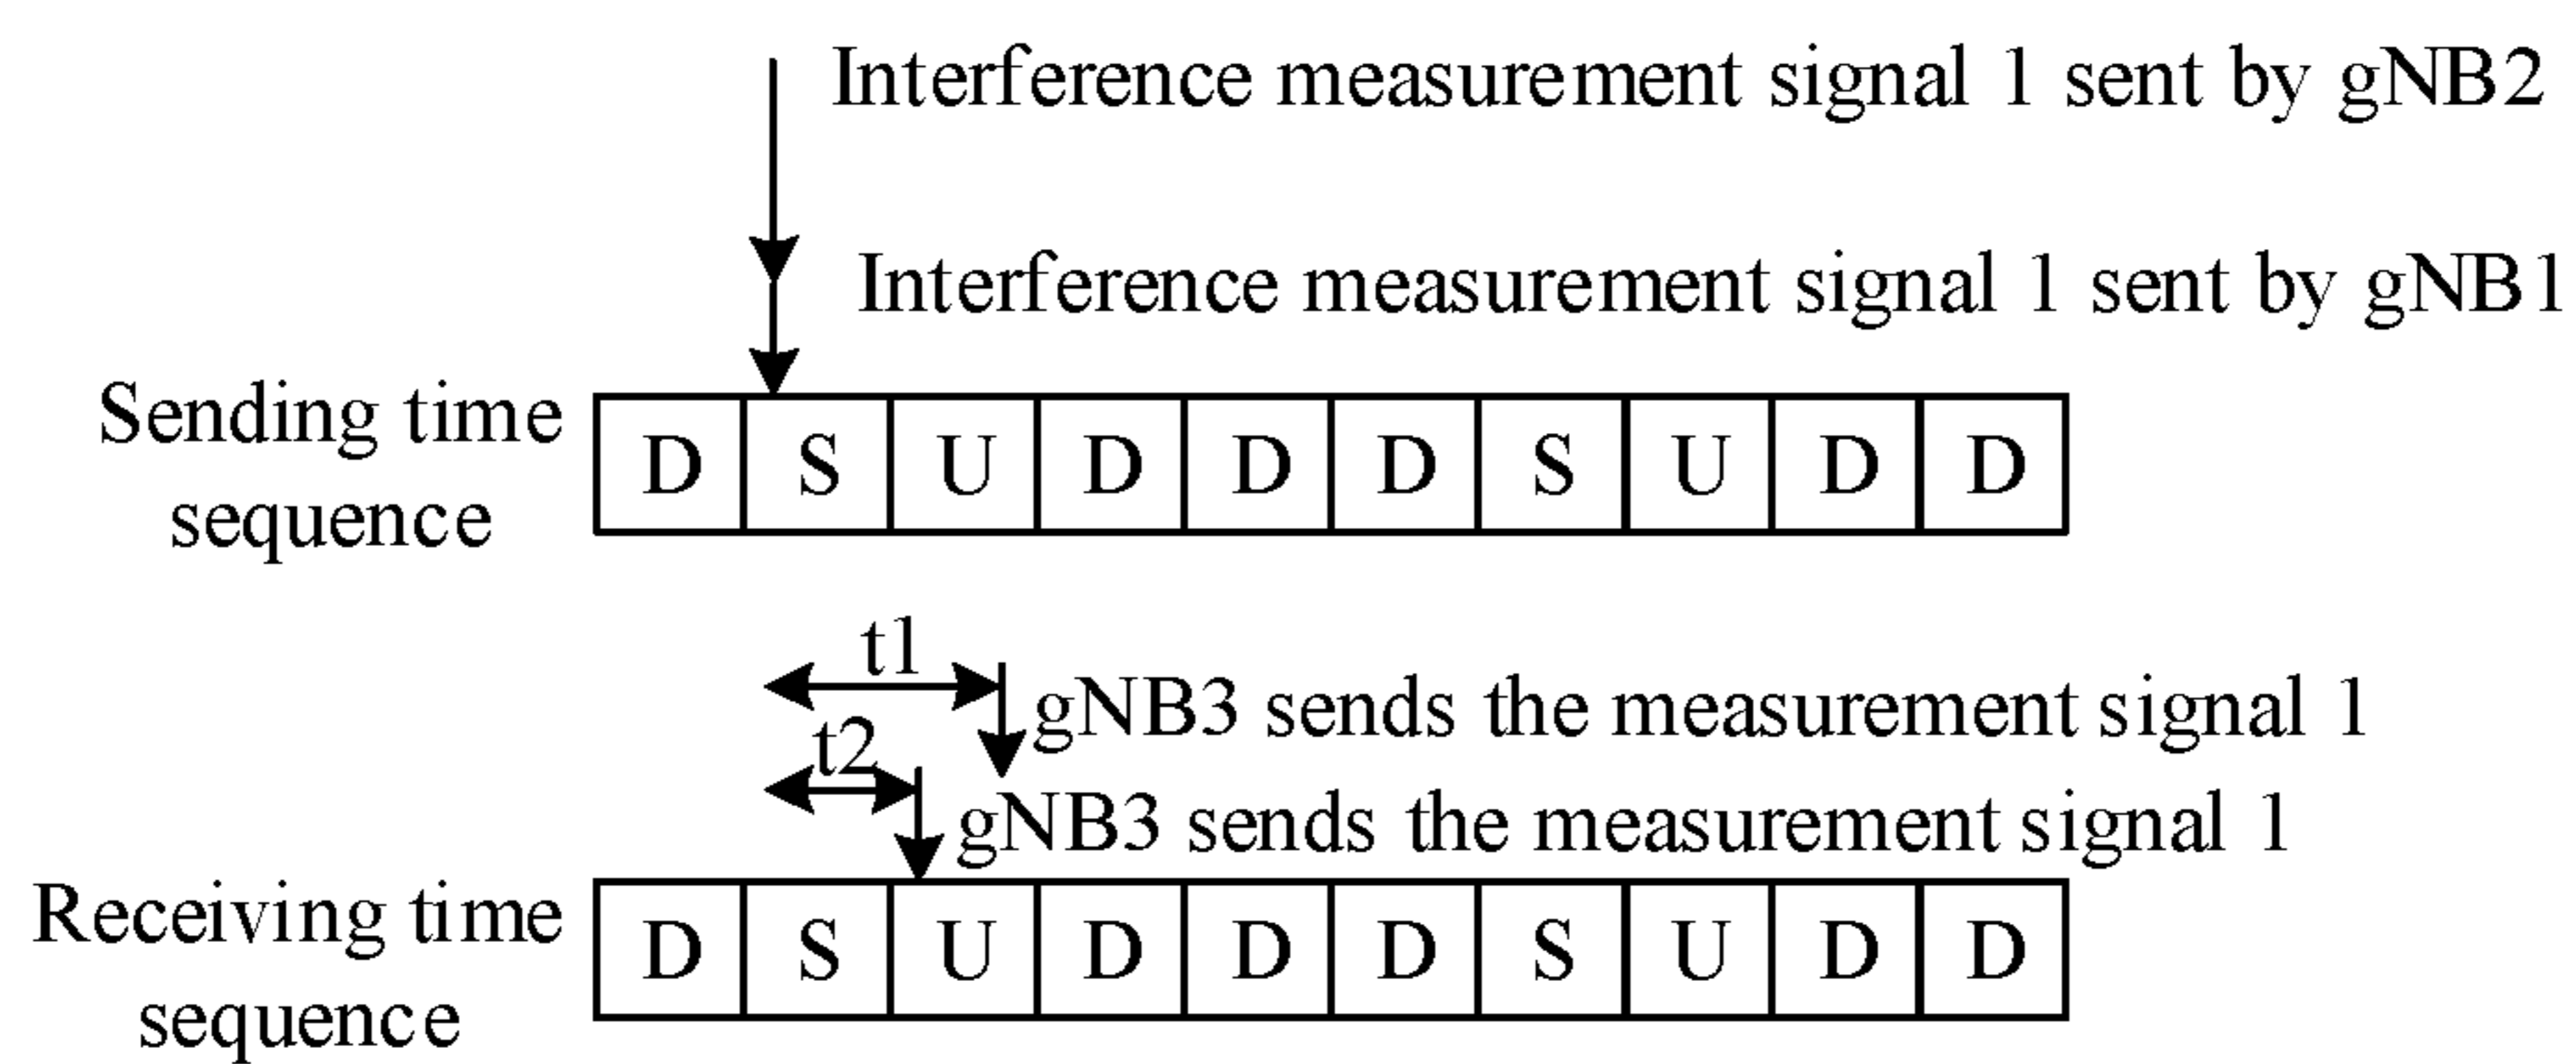 Interference measurement signal 1 sent by gNB2
Interference measurement signal 1 sent by gNB1
Sending time
sequence
D S U D D D S U D D
t1
gNB3 sends the measurement signal 1
t2
gNB3 sends the measurement signal 1
Receiving time
sequence
D S U D D D S U D D